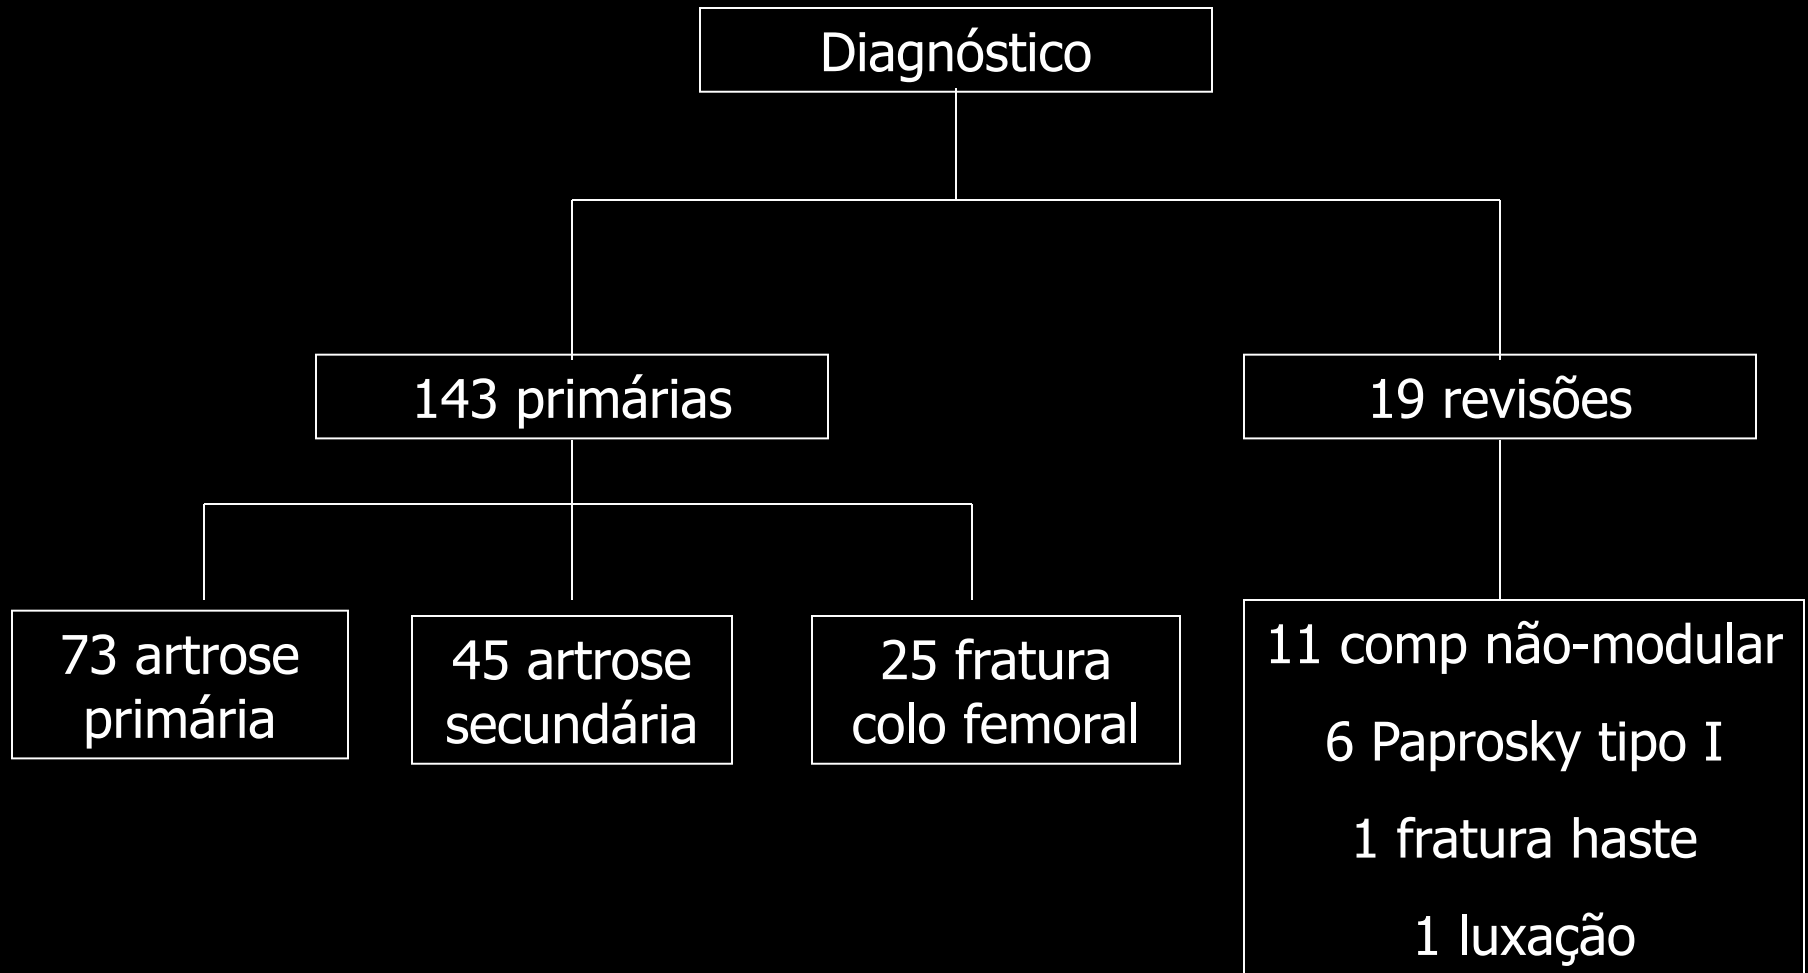 Diagnóstico
143 primárias
19 revisões
73 artrose
primária
45 artrose
secundária
25 fratura
colo femoral
11 comp não-modular
6 Paprosky tipo I
1 fratura haste
1 luxação